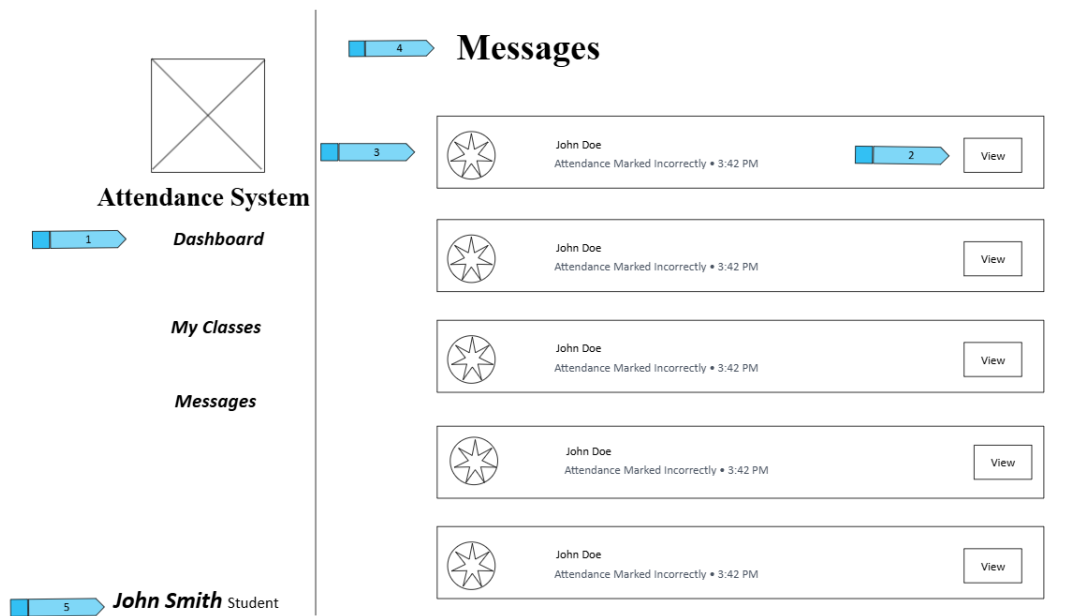 4
Messages
Attendance System
1
Dashboard
My Classes
Messages
5
John Smith Student
3
John Doe
Attendance Marked Incorrectly • 3:42 PM
2
View
John Doe
Attendance Marked Incorrectly • 3:42 PM
View
John Doe
Attendance Marked Incorrectly • 3:42 PM
View
John Doe
Attendance Marked Incorrectly • 3:42 PM
View
John Doe
Attendance Marked Incorrectly • 3:42 PM
View